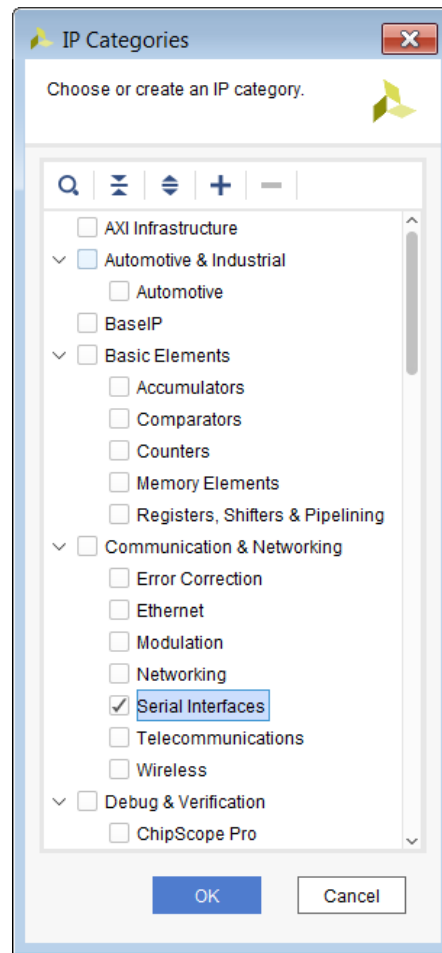 IP Categories
Choose or create an IP category.
AXI Infrastructure
Automotive & Industrial
Automotive
BaseIP
Basic Elements
Accumulators
Comparators
Counters
Memory Elements
Registers, Shifters & Pipelining
Communication & Networking
Error Correction
Ethernet
Modulation
Networking
Serial Interfaces
Telecommunications
Wireless
Debug & Verification
ChipScope Pro
OK
Cancel